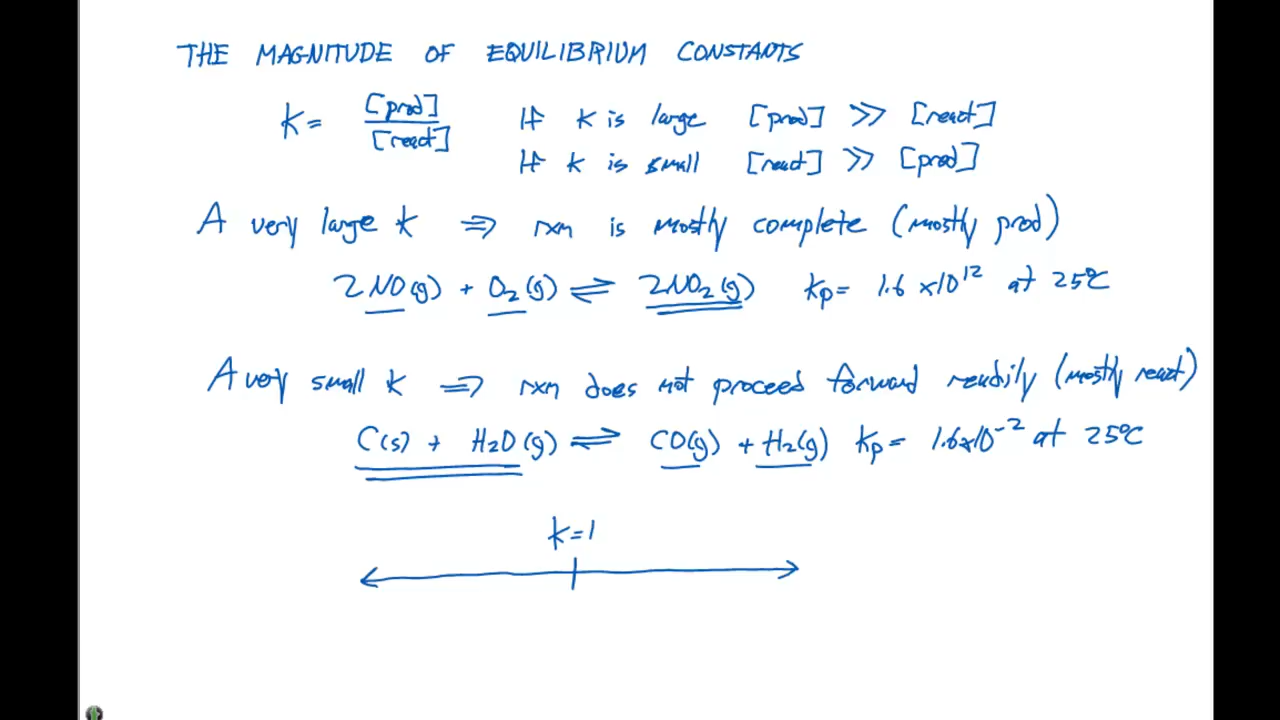 THE MAGNITUDE OF EQUILIBRIUM CONSTANTS
K = [prod]/[react] If K is large [prod] >> [react]
If K is small [react] >> [prod]
A very large K ⇒ rxn is mostly complete (mostly prod)
2NO(g) + O₂(g) ⇌ 2NO₂(g) Kp = 1.6 x10¹² at 25°C
A very small K ⇒ rxn does not proceed forward readily (mostly react)
C(s) + H₂O(g) ⇌ CO(g) + H₂(g) Kp = 1.6x10⁻² at 25°C
K=1